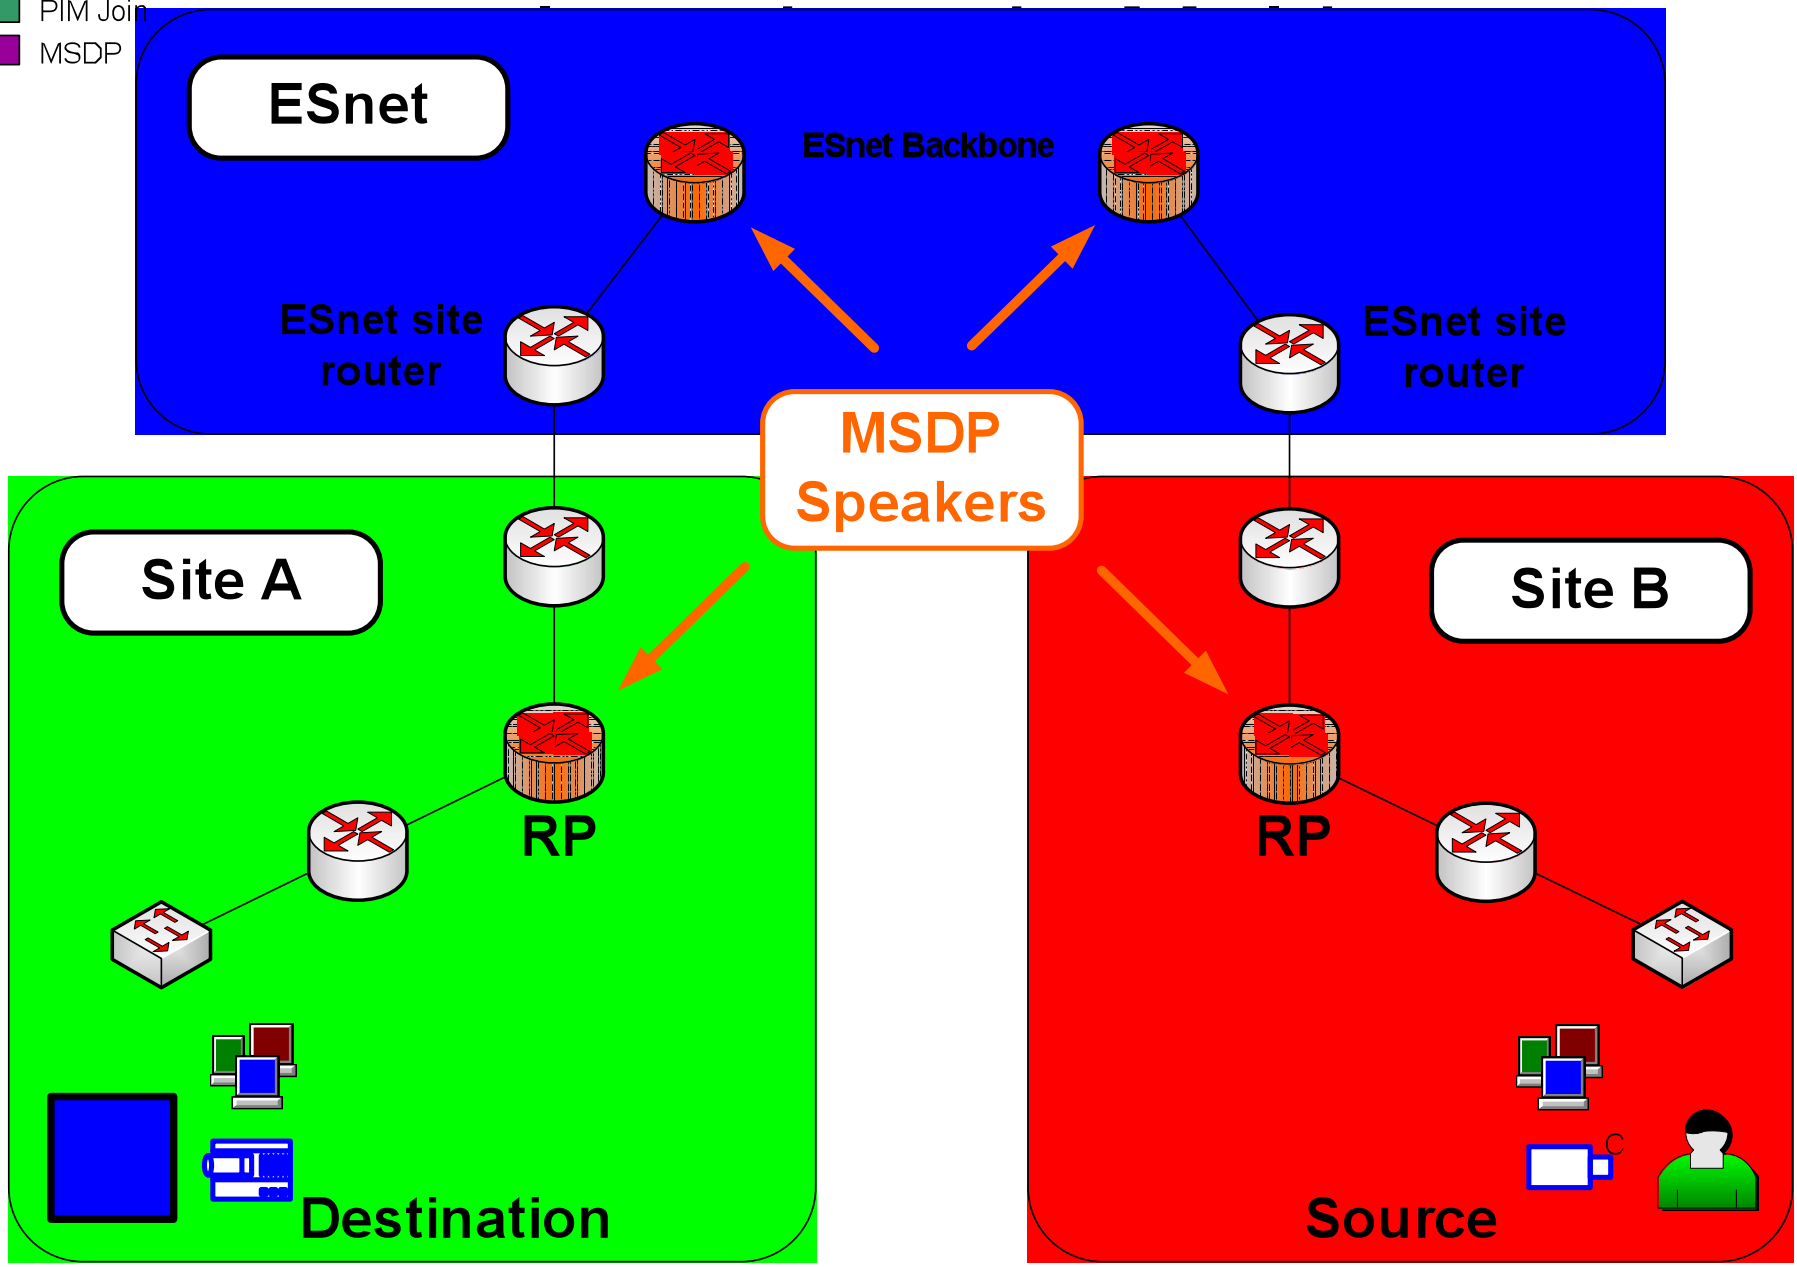 PIM Join
MSDP
ESnet
ESnet Backbone
ESnet site
router
ESnet site
router
MSDP
Speakers
Site A
Site B
RP
RP
C
Destination
Source